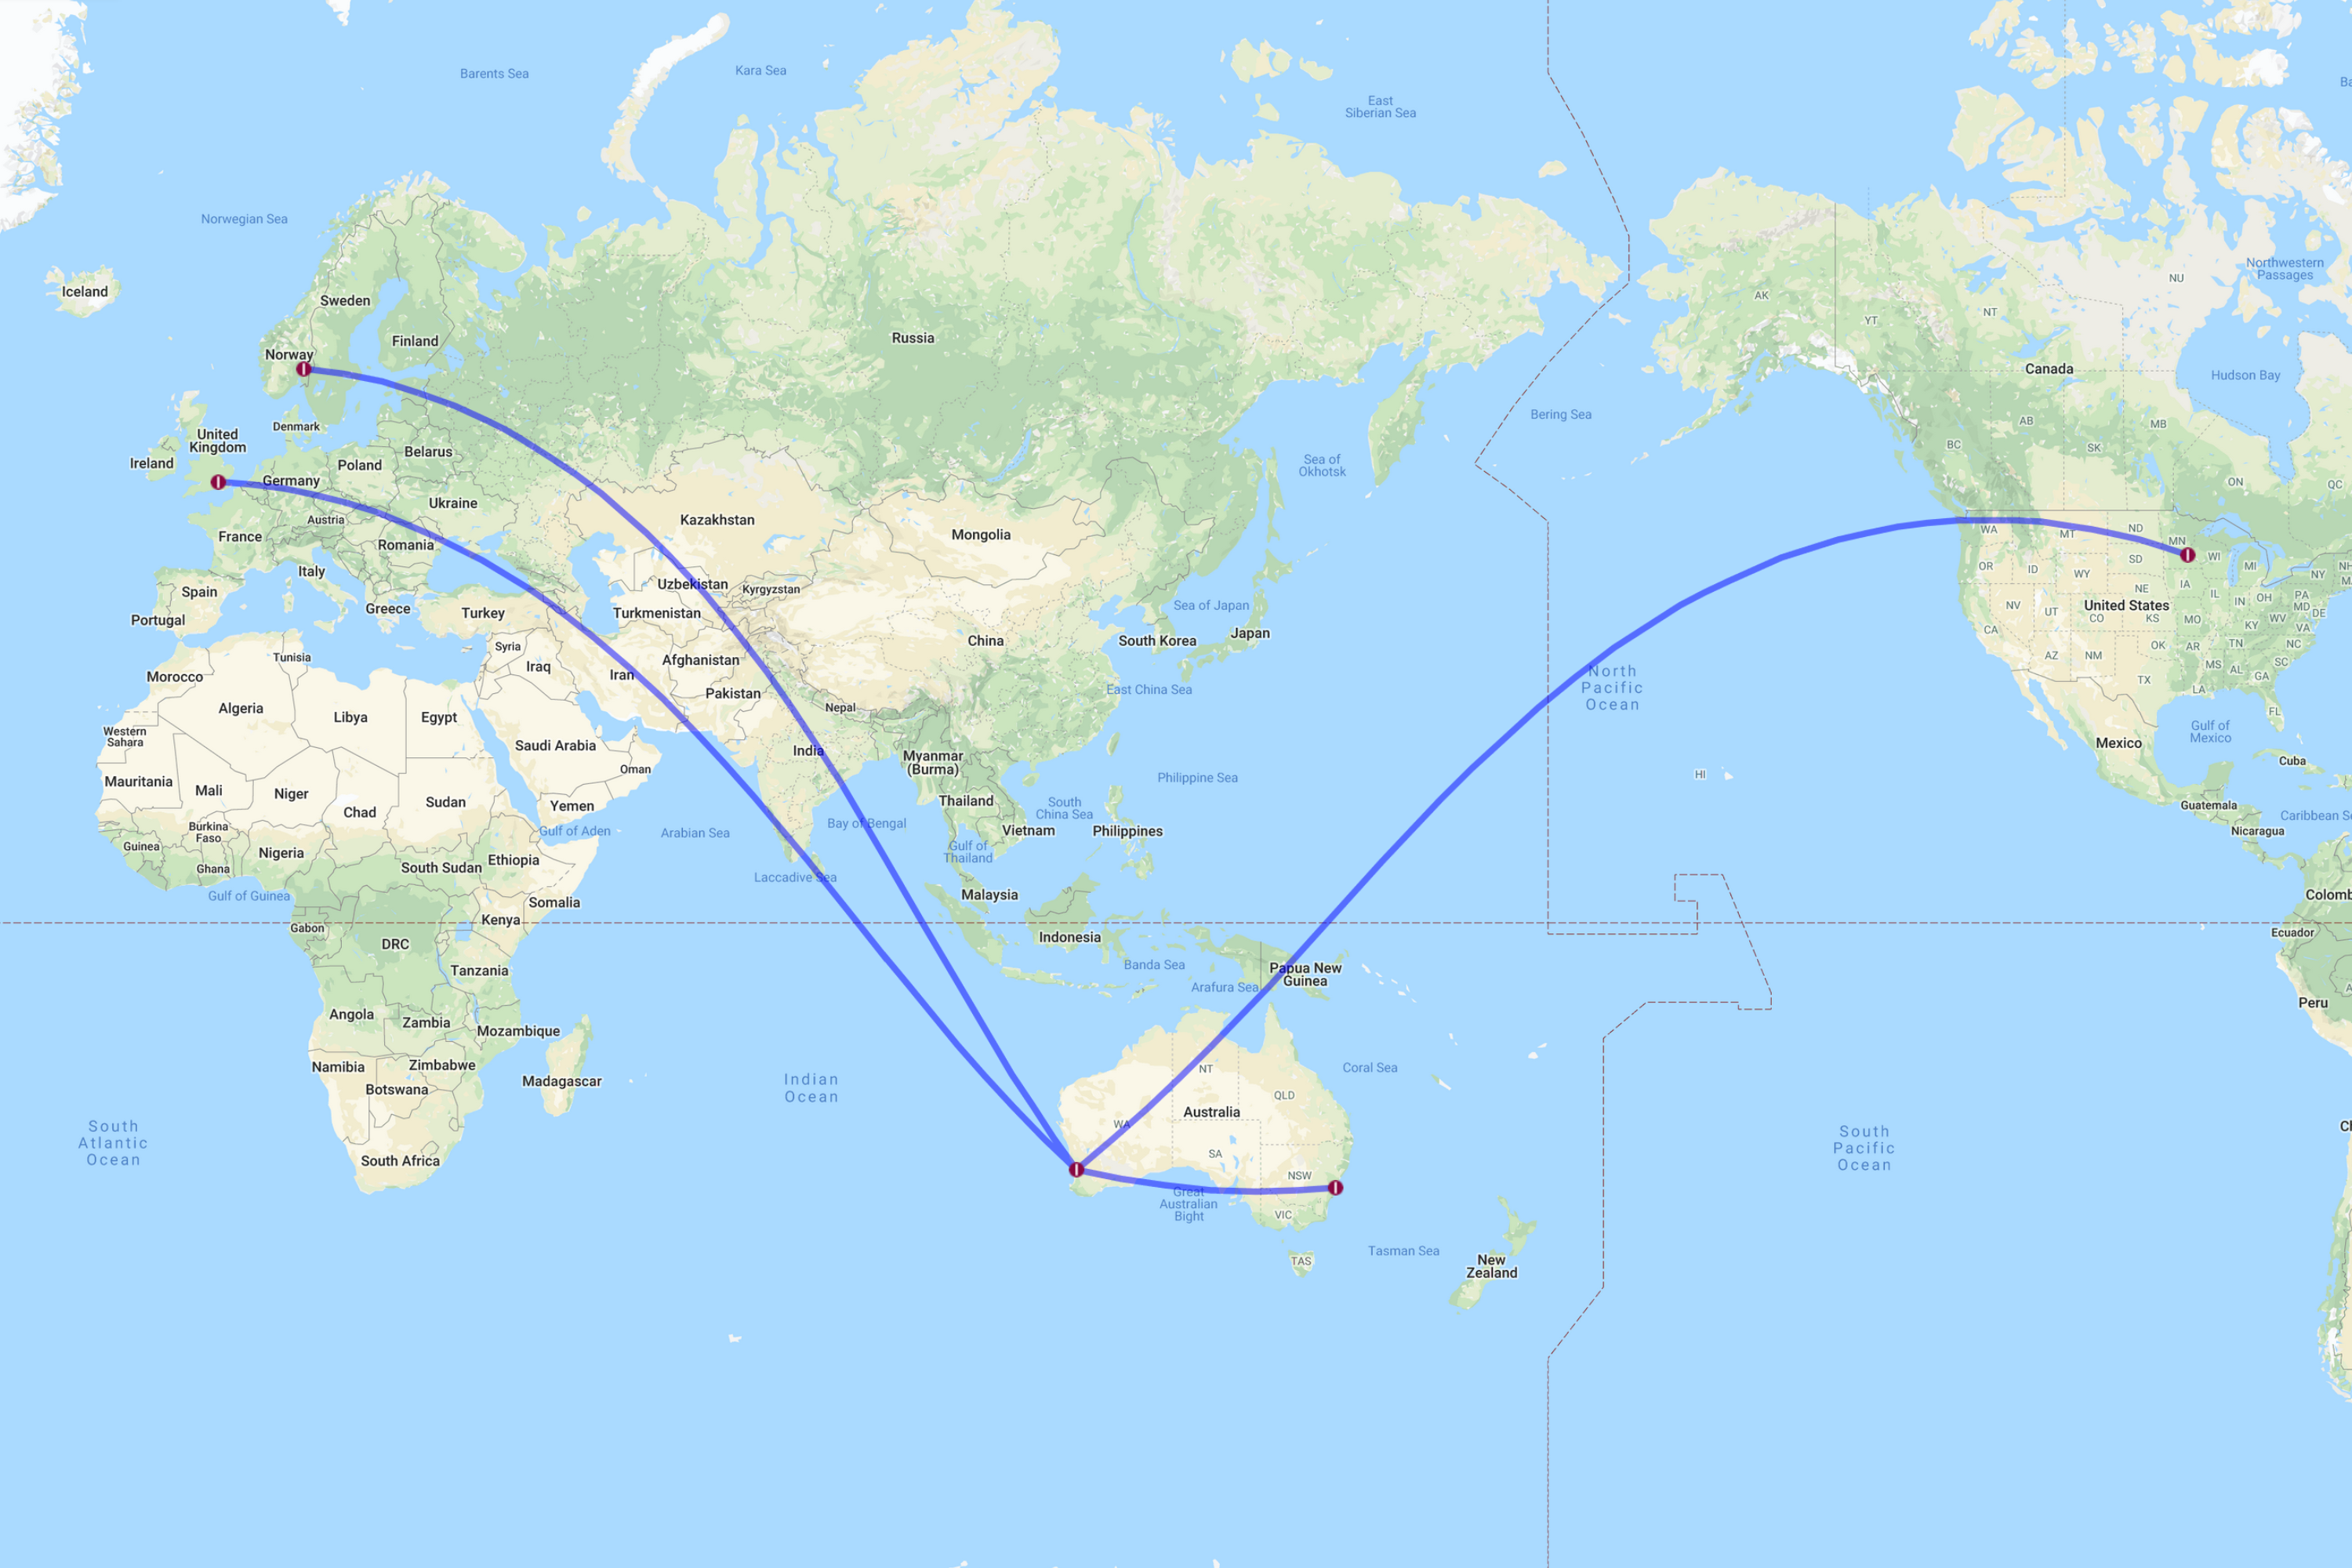 Barents Sea
Kara Sea
East
Siberian Sea
Ba
Norwegian Sea
Iceland
Sweden
Finland
Norway
Russia
AK
YT
NT
NU
Northwestern
Passages
Canada
Hudson Bay
Denmark
United
Kingdom
Ireland
Poland
Belarus
Germany
Ukraine
Austria
France
Romania
Italy
Spain
Portugal
Greece
Turkey
Kazakhstan
Mongolia
Uzbekistan
Kyrgyzstan
Turkmenistan
Sea of
Okhotsk
Bering Sea
BC
AB
SK
MB
ON
QC
WA
MT
ND
MN
SD
WI
OR
ID
WY
MI
NY
NH
NE
IA
IL
IN
OH
PA
MD
DE
NV
UT
United States
CO
KS
MO
KY
WV
VA
CA
AZ
NM
OK
AR
TN
NC
MS
AL
SC
GA
TX
LA
FL
Sea of Japan
South Korea
Japan
China
East China Sea
Tunisia
Syria
Iraq
Iran
Afghanistan
Pakistan
Nepal
Morocco
Algeria
Libya
Egypt
Western
Sahara
Saudi Arabia
Oman
India
Myanmar
(Burma)
Mauritania
Mali
Niger
Chad
Sudan
Yemen
Gulf of Aden
Arabian Sea
Bay of Bengal
Thailand
South
China Sea
Philippine Sea
Vietnam
Philippines
Gulf of
Thailand
North
Pacific
Ocean
HI
Gulf of
Mexico
Mexico
Cuba
Guatemala
Caribbean S
Nicaragua
Burkina
Faso
Guinea
Nigeria
Ghana
South Sudan
Ethiopia
Gulf of Guinea
Laccadive Sea
Malaysia
Somalia
Kenya
Gabon
DRC
Indonesia
Tanzania
Banda Sea
Arafura Sea
Papua New
Guinea
Colomb
Ecuador
Peru
Angola
Zambia
Mozambique
Namibia
Zimbabwe
Botswana
Madagascar
South Africa
Indian
Ocean
South
Atlantic
Ocean
NT
Coral Sea
QLD
Australia
WA
SA
NSW
Great
Australian
Bight
VIC
TAS
Tasman Sea
New
Zealand
South
Pacific
Ocean